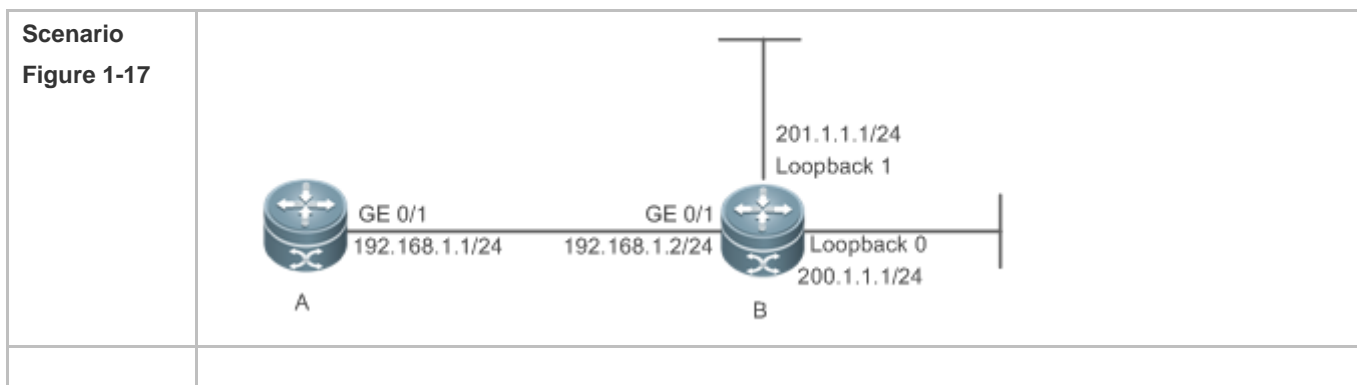 Scenario
Figure 1-17
201.1.1.1/24
Loopback 1
GE 0/1
GE 0/1
192.168.1.1/24
192.168.1.2/24
Loopback 0
200.1.1.1/24
A
B